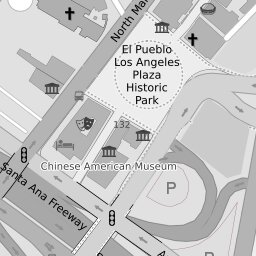 North Ma
El Pueblo
Los Angeles
Plaza
Historic
Park
132
Chinese American Museum
Santa Ana Freeway
P
P